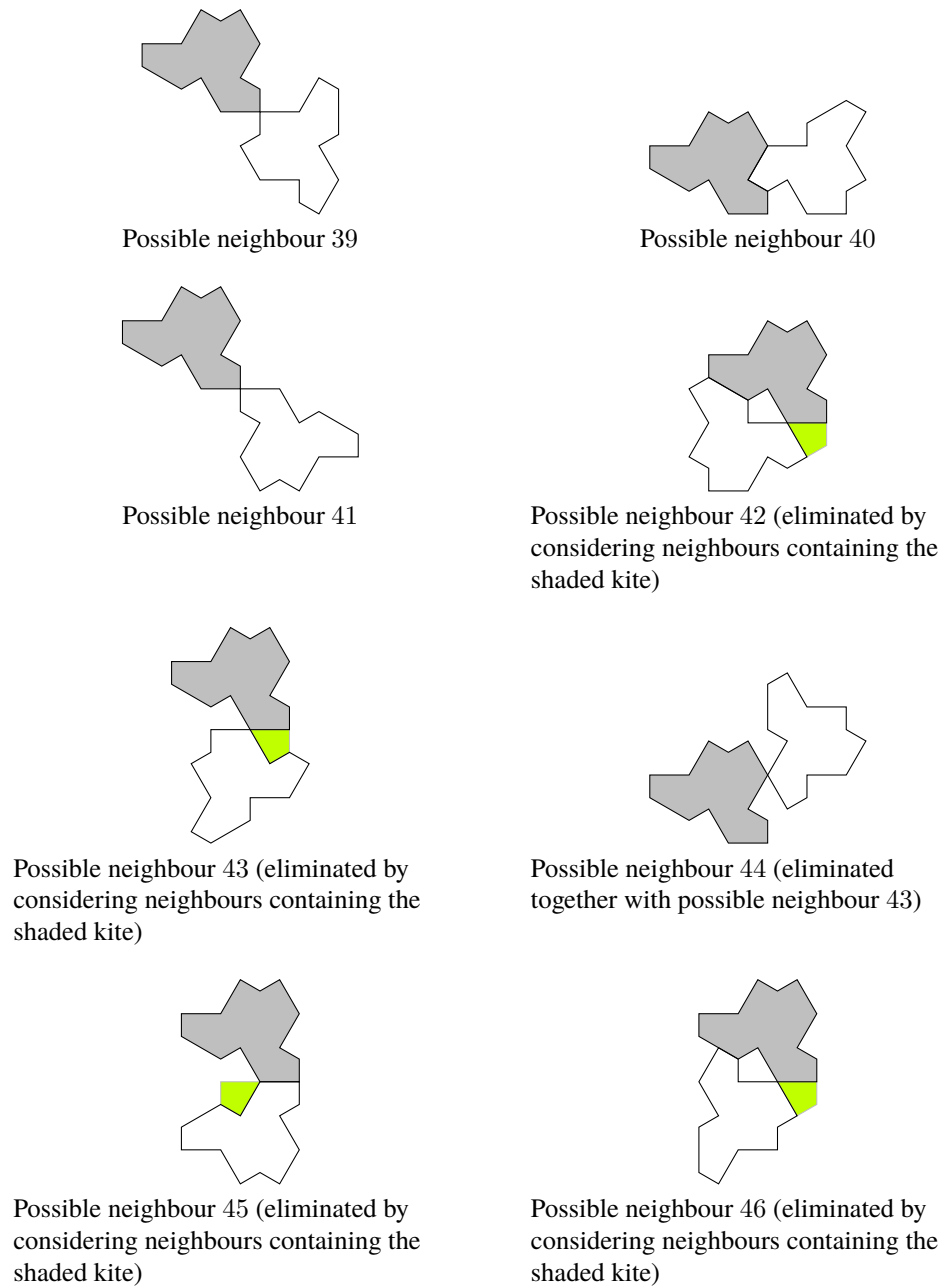 Possible neighbour 39
Possible neighbour 40
Possible neighbour 41
Possible neighbour 42 (eliminated by
considering neighbours containing the
shaded kite)
Possible neighbour 43 (eliminated by
considering neighbours containing the
shaded kite)
Possible neighbour 44 (eliminated
together with possible neighbour 43)
Possible neighbour 45 (eliminated by
considering neighbours containing the
shaded kite)
Possible neighbour 46 (eliminated by
considering neighbours containing the
shaded kite)